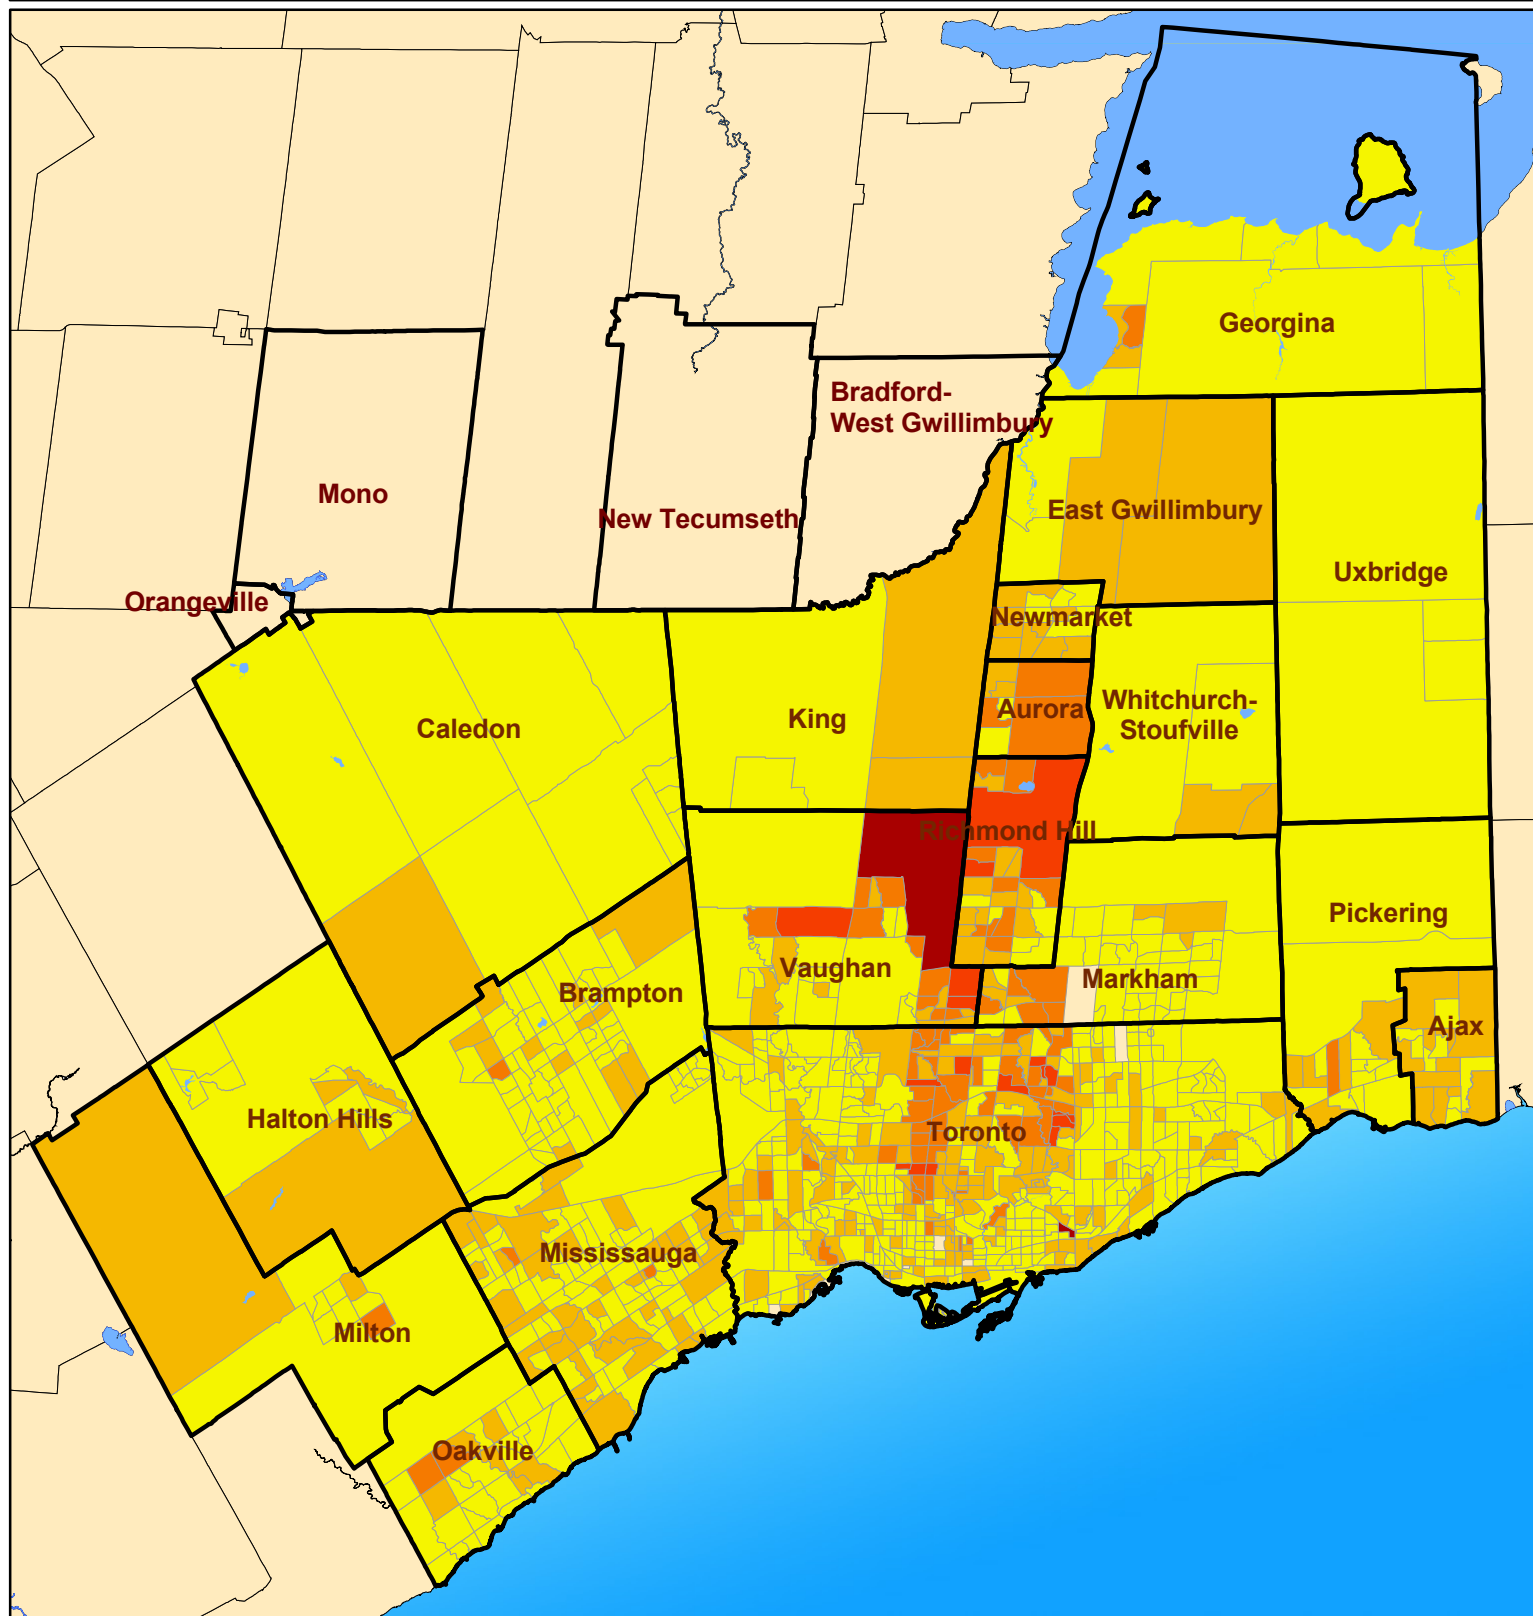 Georgina
Bradford-
West Gwillimbury
Mono
New Tecumseth
East Gwillimbury
Uxbridge
Orangeville
Newmarket
Caledon
King
Aurora
Whitchurch-
Stoufville
Richmond Hill
Pickering
Vaughan
Markham
Brampton
Ajax
Halton Hills
Toronto
Mississauga
Milton
Oakville